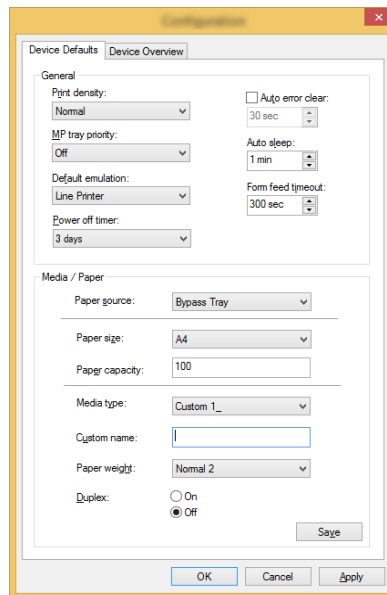 Configuration
Device Defaults Device Overview
General
Print density:
Normal
Auto error clear:
30 sec
MP tray priority:
Off
Auto sleep:
1 min
Default emulation:
Line Printer
Form feed timeout:
300 sec
Power off timer:
3 days
Media / Paper
Paper source: Bypass Tray
Paper size: A4
Paper capacity: 100
Media type: Custom 1_
Custom name:
Paper weight: Normal 2
Duplex: On
Off
Save
OK Cancel Apply